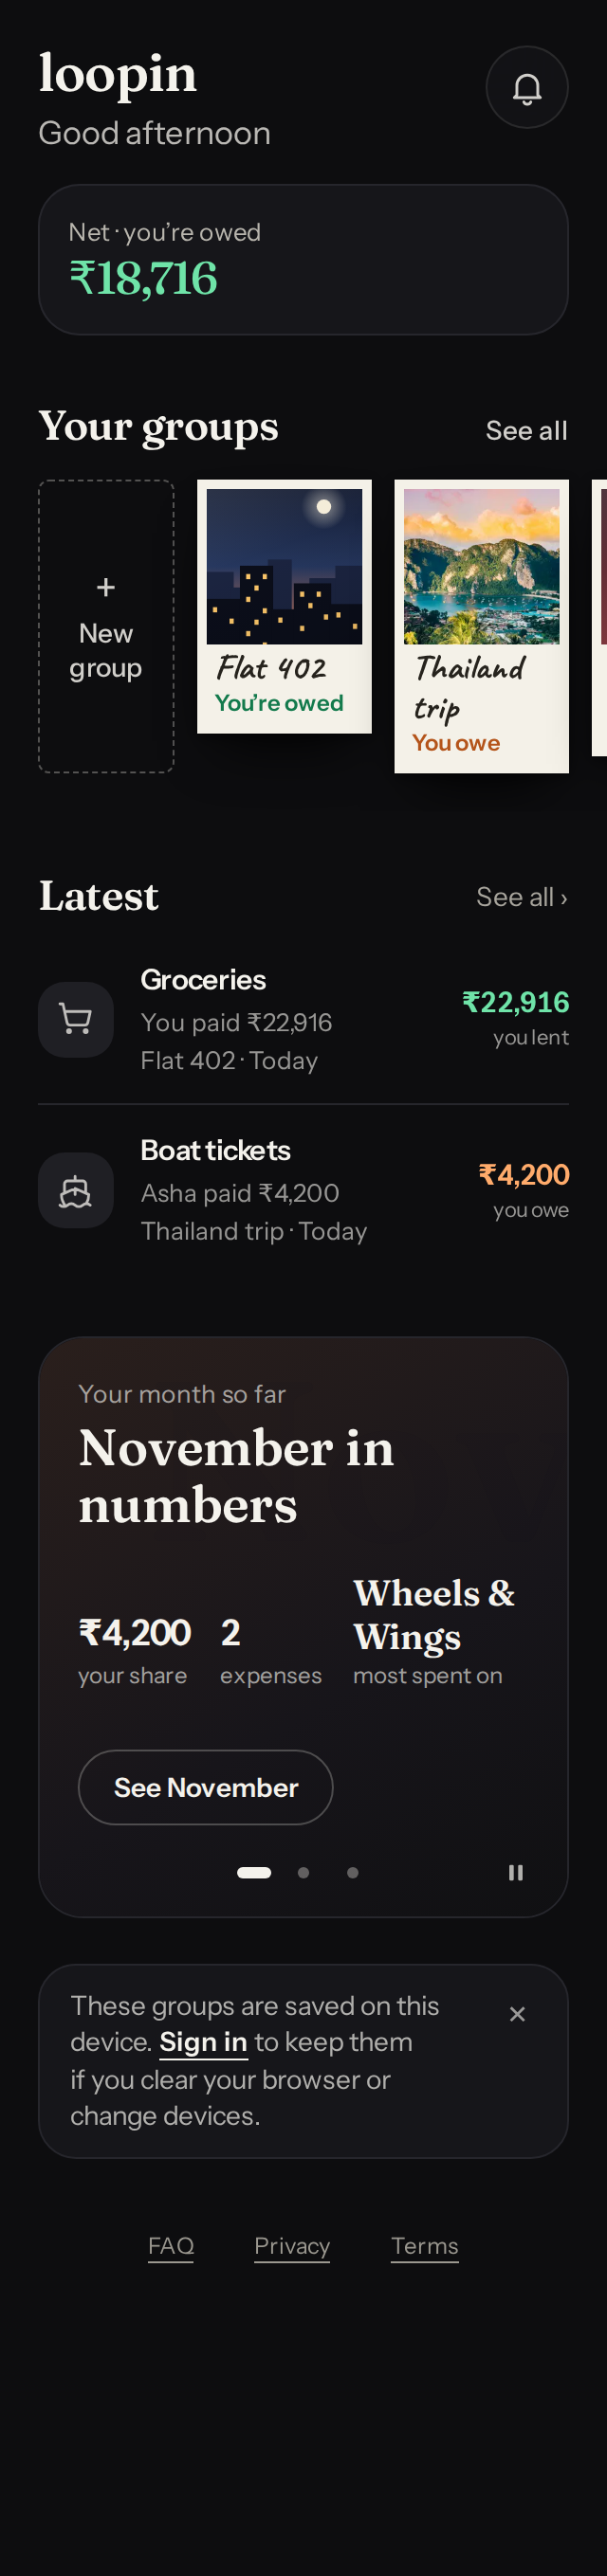 loopin
Good afternoon
Net · you’re owed
₹18,716
Your groups
See all
+
New
group
Flat 402
You’re owed
Thailand
trip
You owe
Latest
See all ›
Groceries
You paid ₹22,916
Flat 402 · Today
₹22,916
you lent
Boat tickets
Asha paid ₹4,200
Thailand trip · Today
₹4,200
you owe
Your month so far
November in
numbers
₹4,200
your share
2
expenses
Wheels &
Wings
most spent on
See November
These groups are saved on this
device. Sign in to keep them
if you clear your browser or
change devices.
FAQ
Privacy
Terms